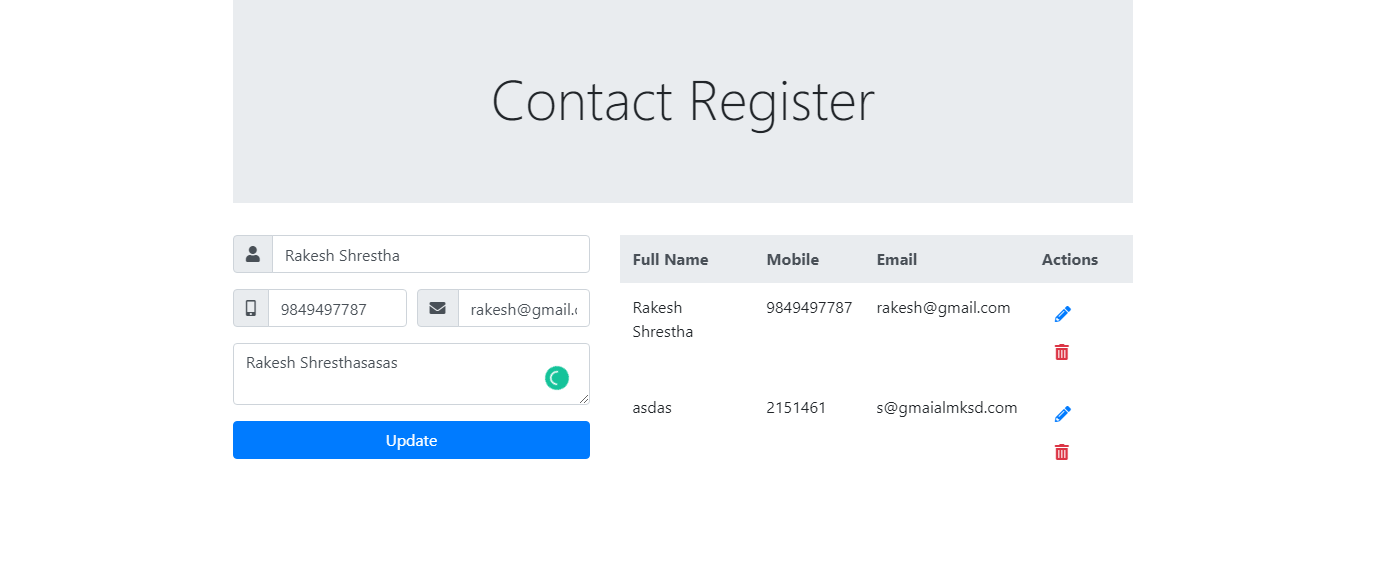 Contact Register
Rakesh Shrestha
9849497787
rakesh@gmail.c
Rakesh Shresthasasas
Update
Full Name Mobile Email Actions
Rakesh 9849497787 rakesh@gmail.com
Shrestha
asdas 2151461 s@gmaialmksd.com